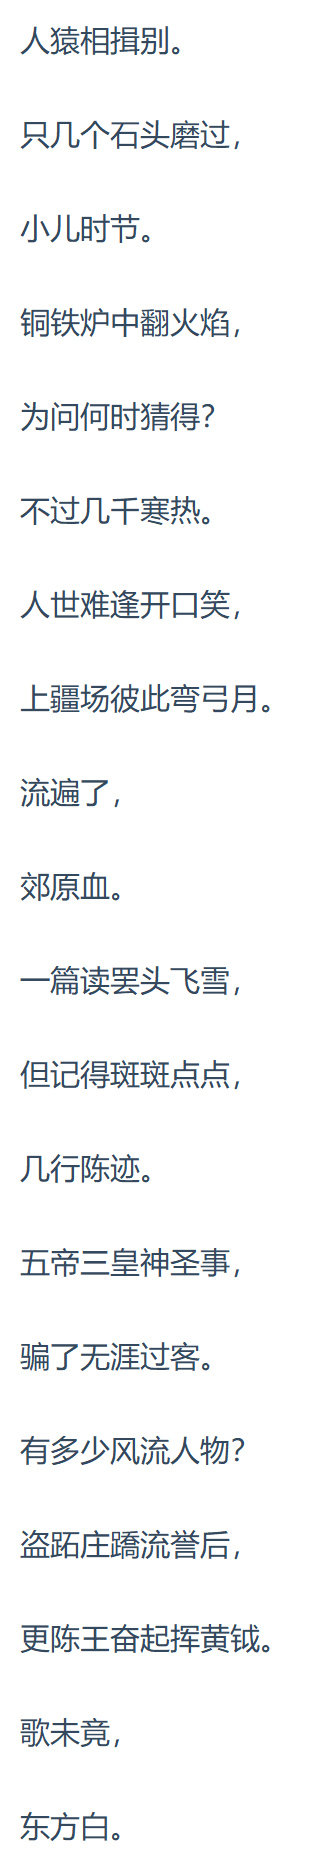 人猿相揖别。
只几个石头磨过，
小儿时节。
铜铁炉中翻火焰，
为问何时猜得？
不过几千寒热。
人世难逢开口笑，
上疆场彼此弯弓月。
流遍了，
郊原血。
一篇读罢头飞雪，
但记得斑斑点点，
几行陈迹。
五帝三皇神圣事，
骗了无涯过客。
有多少风流人物？
盗跖庄蹻流誉后，
更陈王奋起挥黄钺。
歌未竟，
东方白。